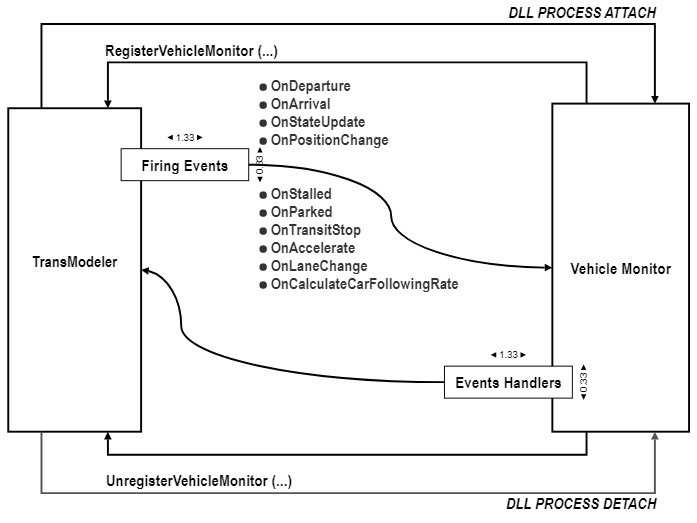 DLL PROCESS ATTACH
RegisterVehicleMonitor (...)
OnDeparture
OnArrival
OnStateUpdate
OnPositionChange
1.33
Firing Events
0.33
OnStalled
OnParked
OnTransitStop
OnAccelerate
OnLaneChange
OnCalculateCarFollowingRate
TransModeler
Vehicle Monitor
1.33
Events Handlers
0.33
UnregisterVehicleMonitor (...)
DLL PROCESS DETACH